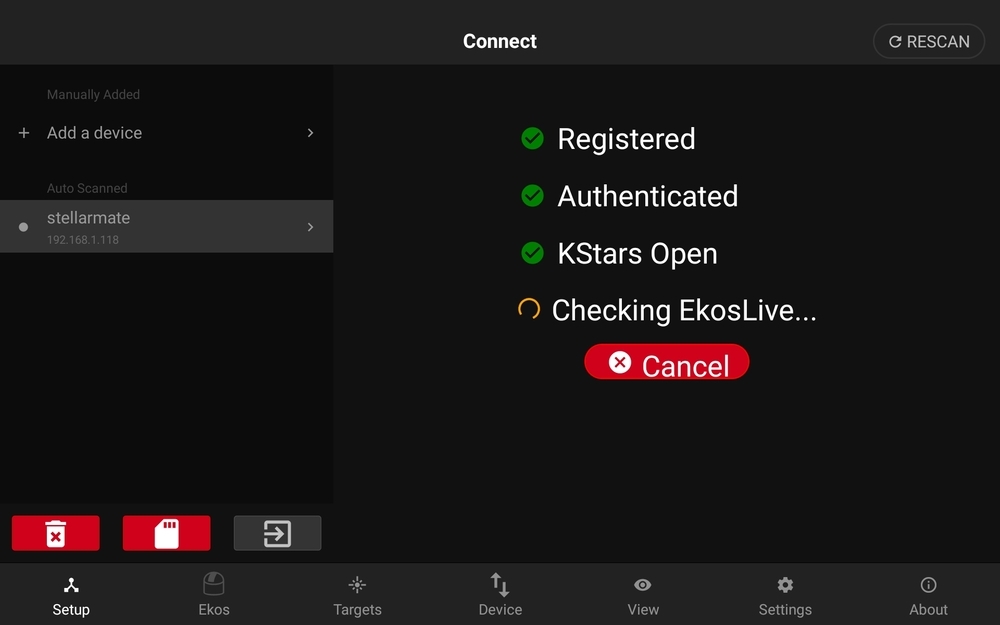 Connect
RESCAN
Manually Added
Add a device
Auto Scanned
stellarmate
192.168.1.118
Registered
Authenticated
KStars Open
Checking EkosLive...
Cancel
Setup
Ekos
Targets
Device
View
Settings
About